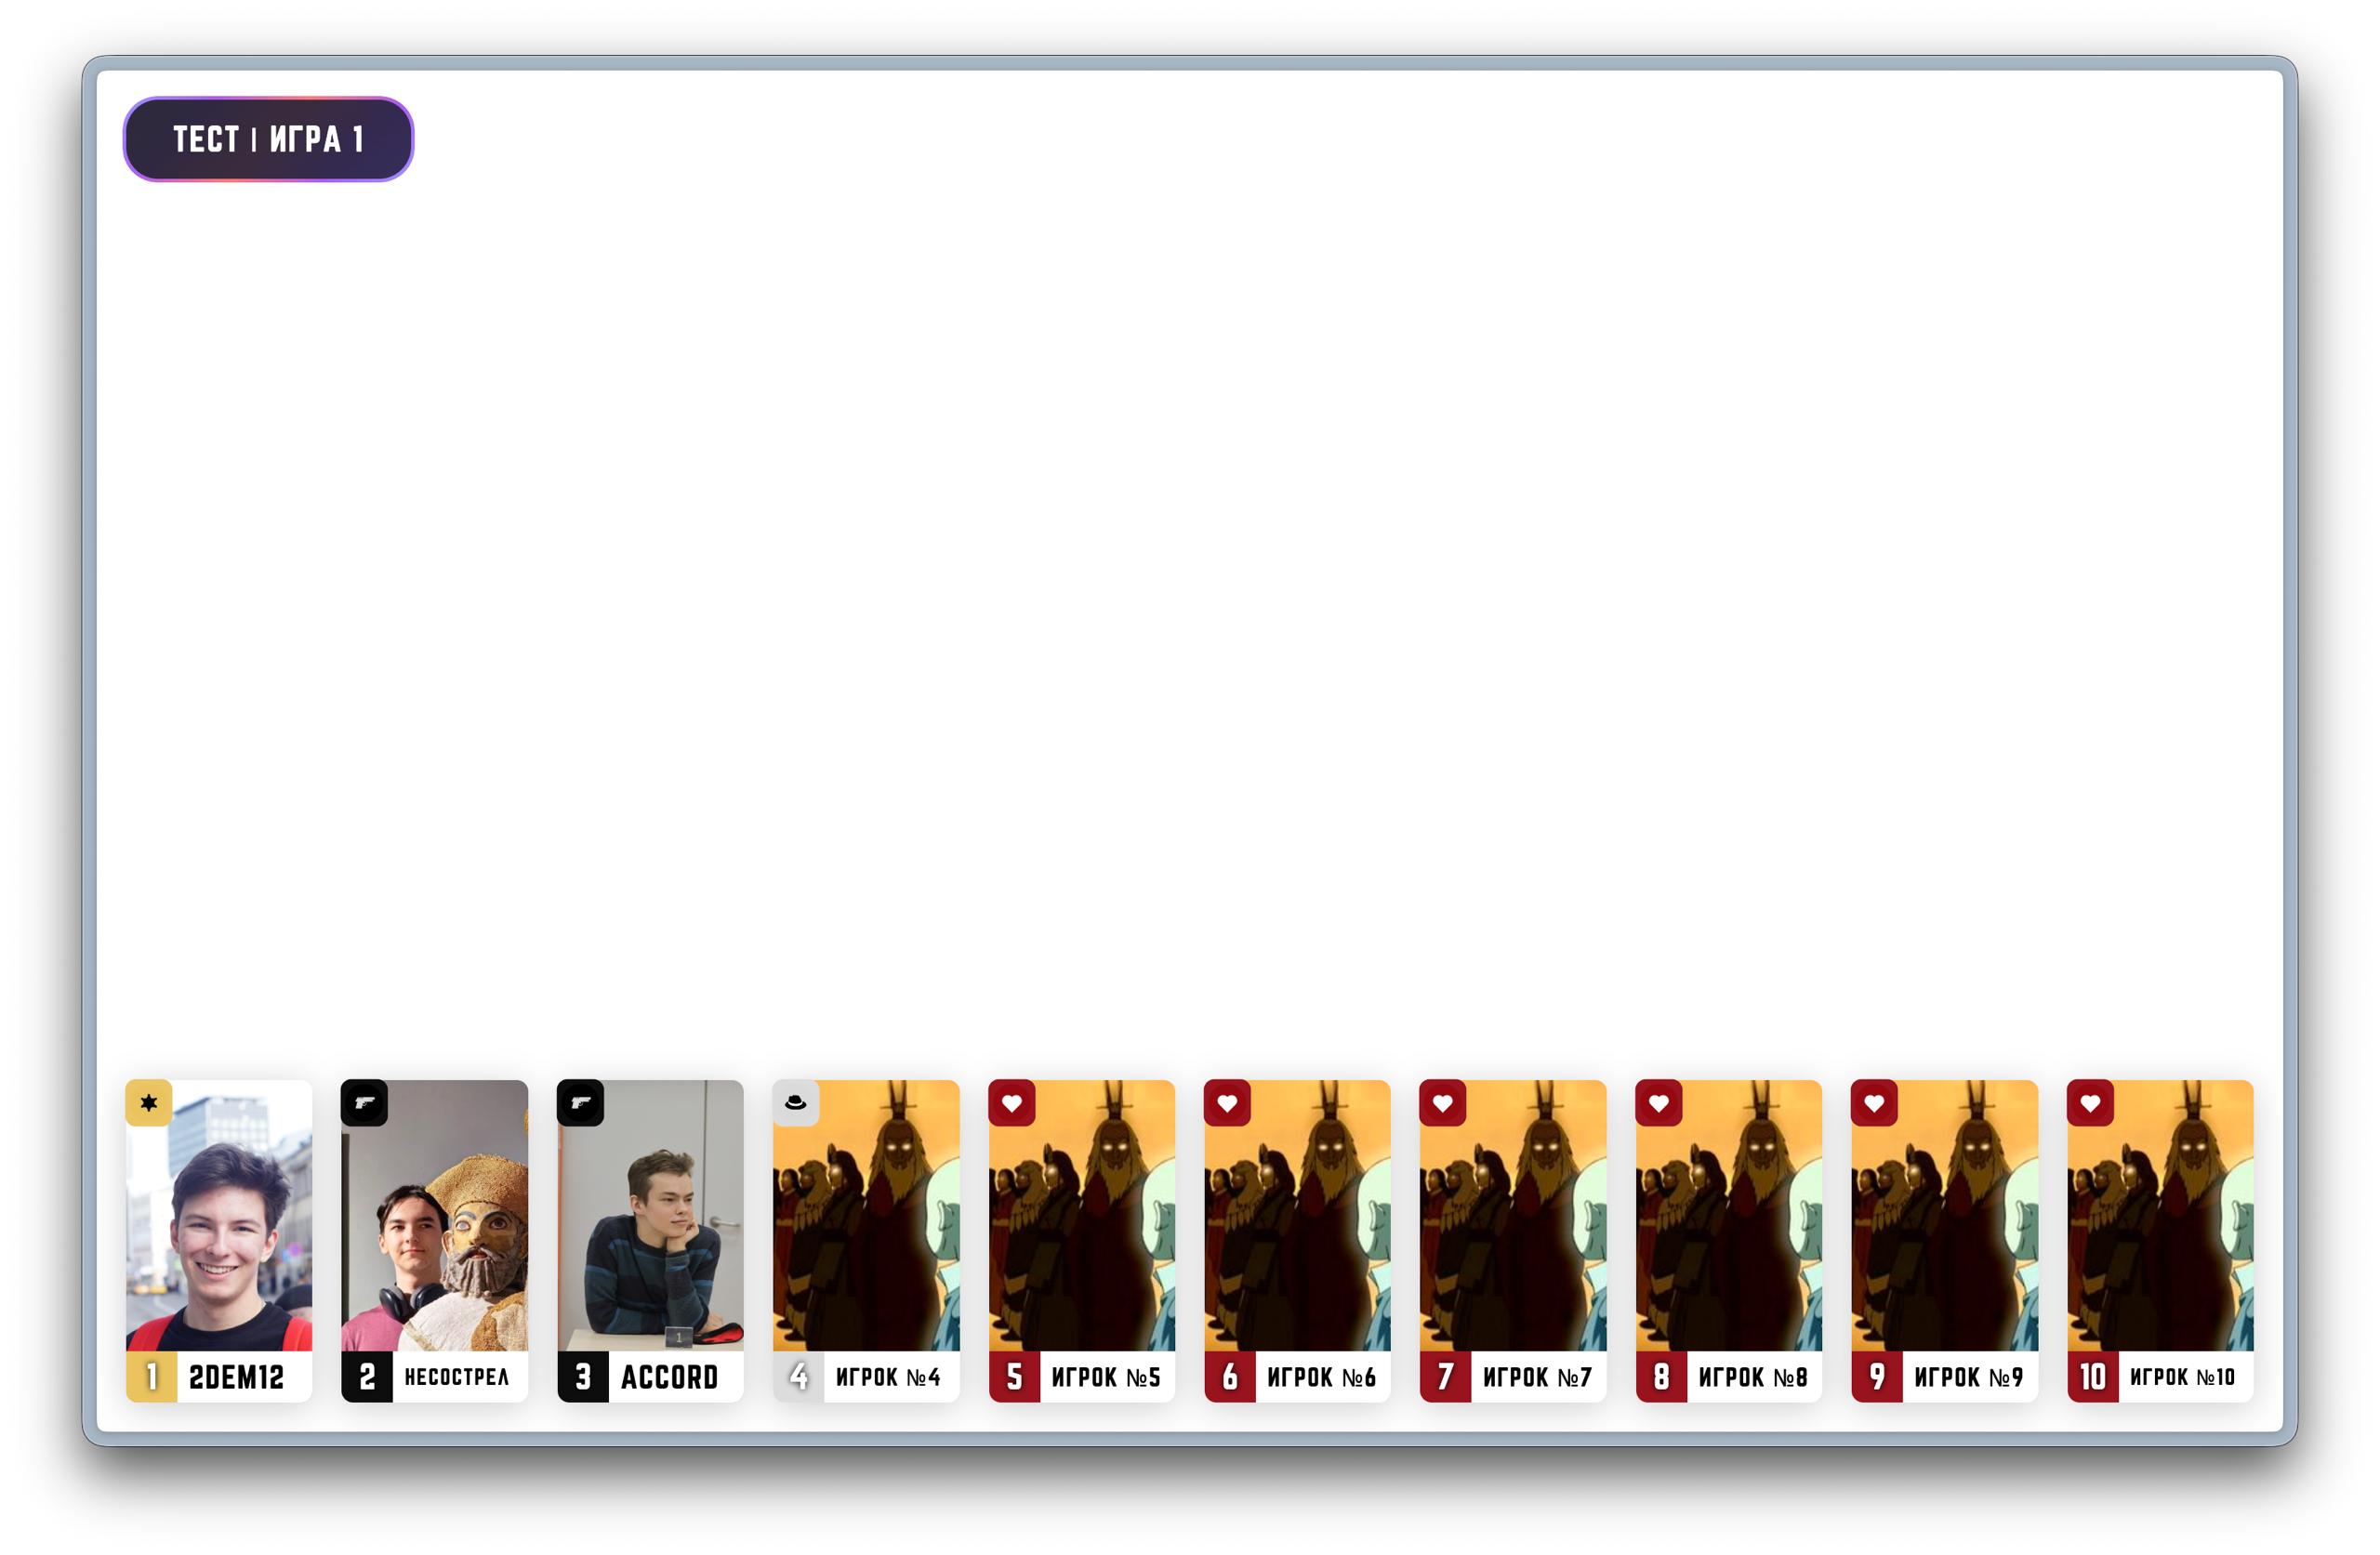 ТЕСТ | ИГРА 1
1 2DEM12
2 НЕСОСТРЕЛ
3 ACCORD
1
4 ИГРОК №4
5 ИГРОК №5
6 ИГРОК №6
7 ИГРОК №7
8 ИГРОК №8
9 ИГРОК №9
10 ИГРОК №10